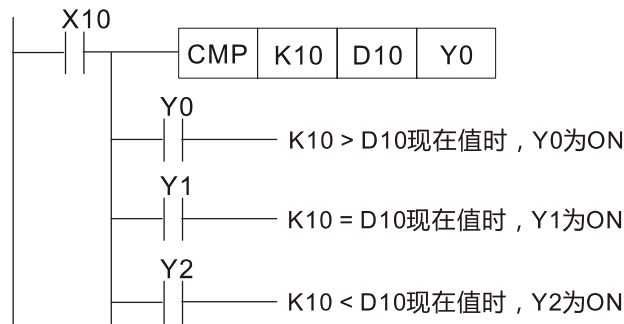 X10
CMP K10 D10 Y0
Y0
K10 > D10现在值时，Y0为ON
Y1
K10 = D10现在值时，Y1为ON
Y2
K10 < D10现在值时，Y2为ON